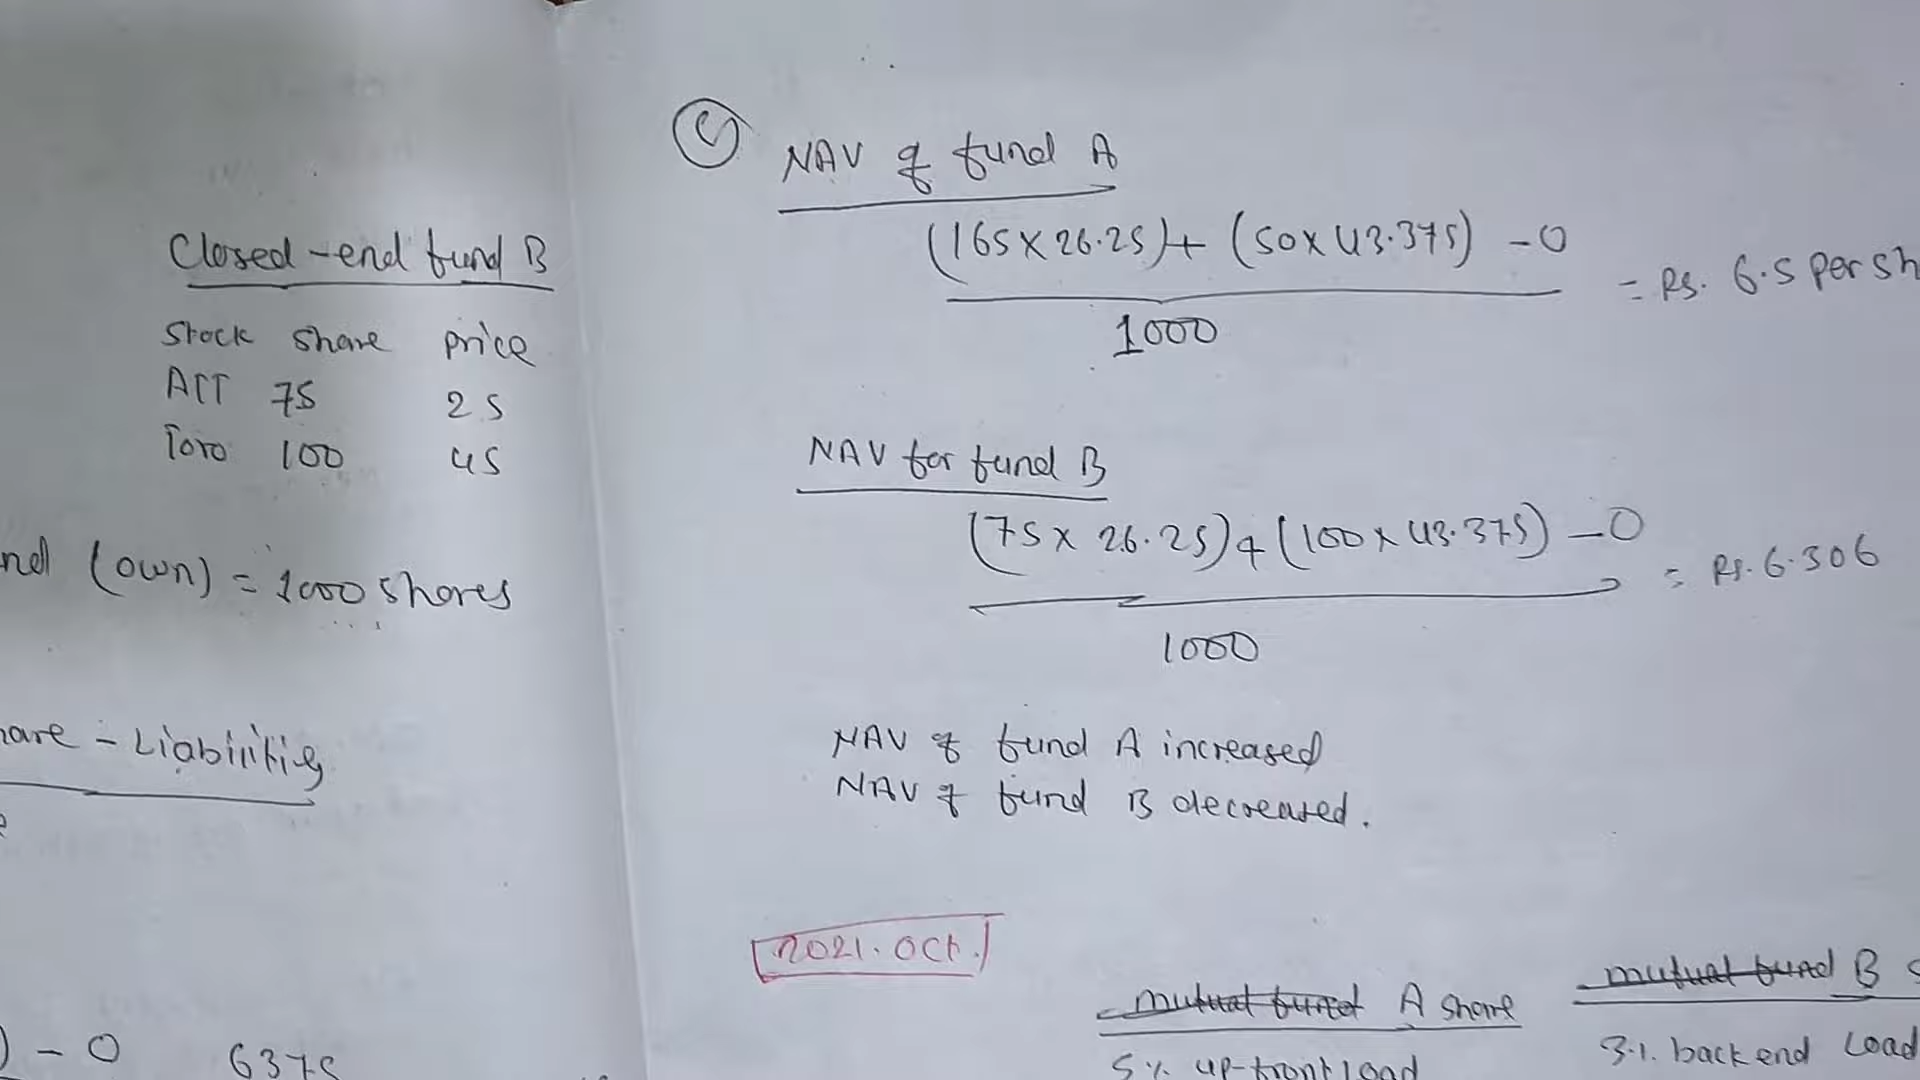 Closed-end fund B
Stock share price
ATT 75 25
Toro 100 45
nd (own) = 1000 shares
hare - Liabilities
) - 0 6375
C
NAV of fund A
(165 x 26.25) + (50 x 43.375) - 0
1000
= Rs. 6.5 per sh
NAV for fund B
(75 x 26.25) + (100 x 43.375) - 0
1000
= Rs. 6.306
NAV of fund A increased
NAV of fund B decreased.
2021. Oct.
mutual fund A share
5% up-front load
mutual fund B s
3% back end load